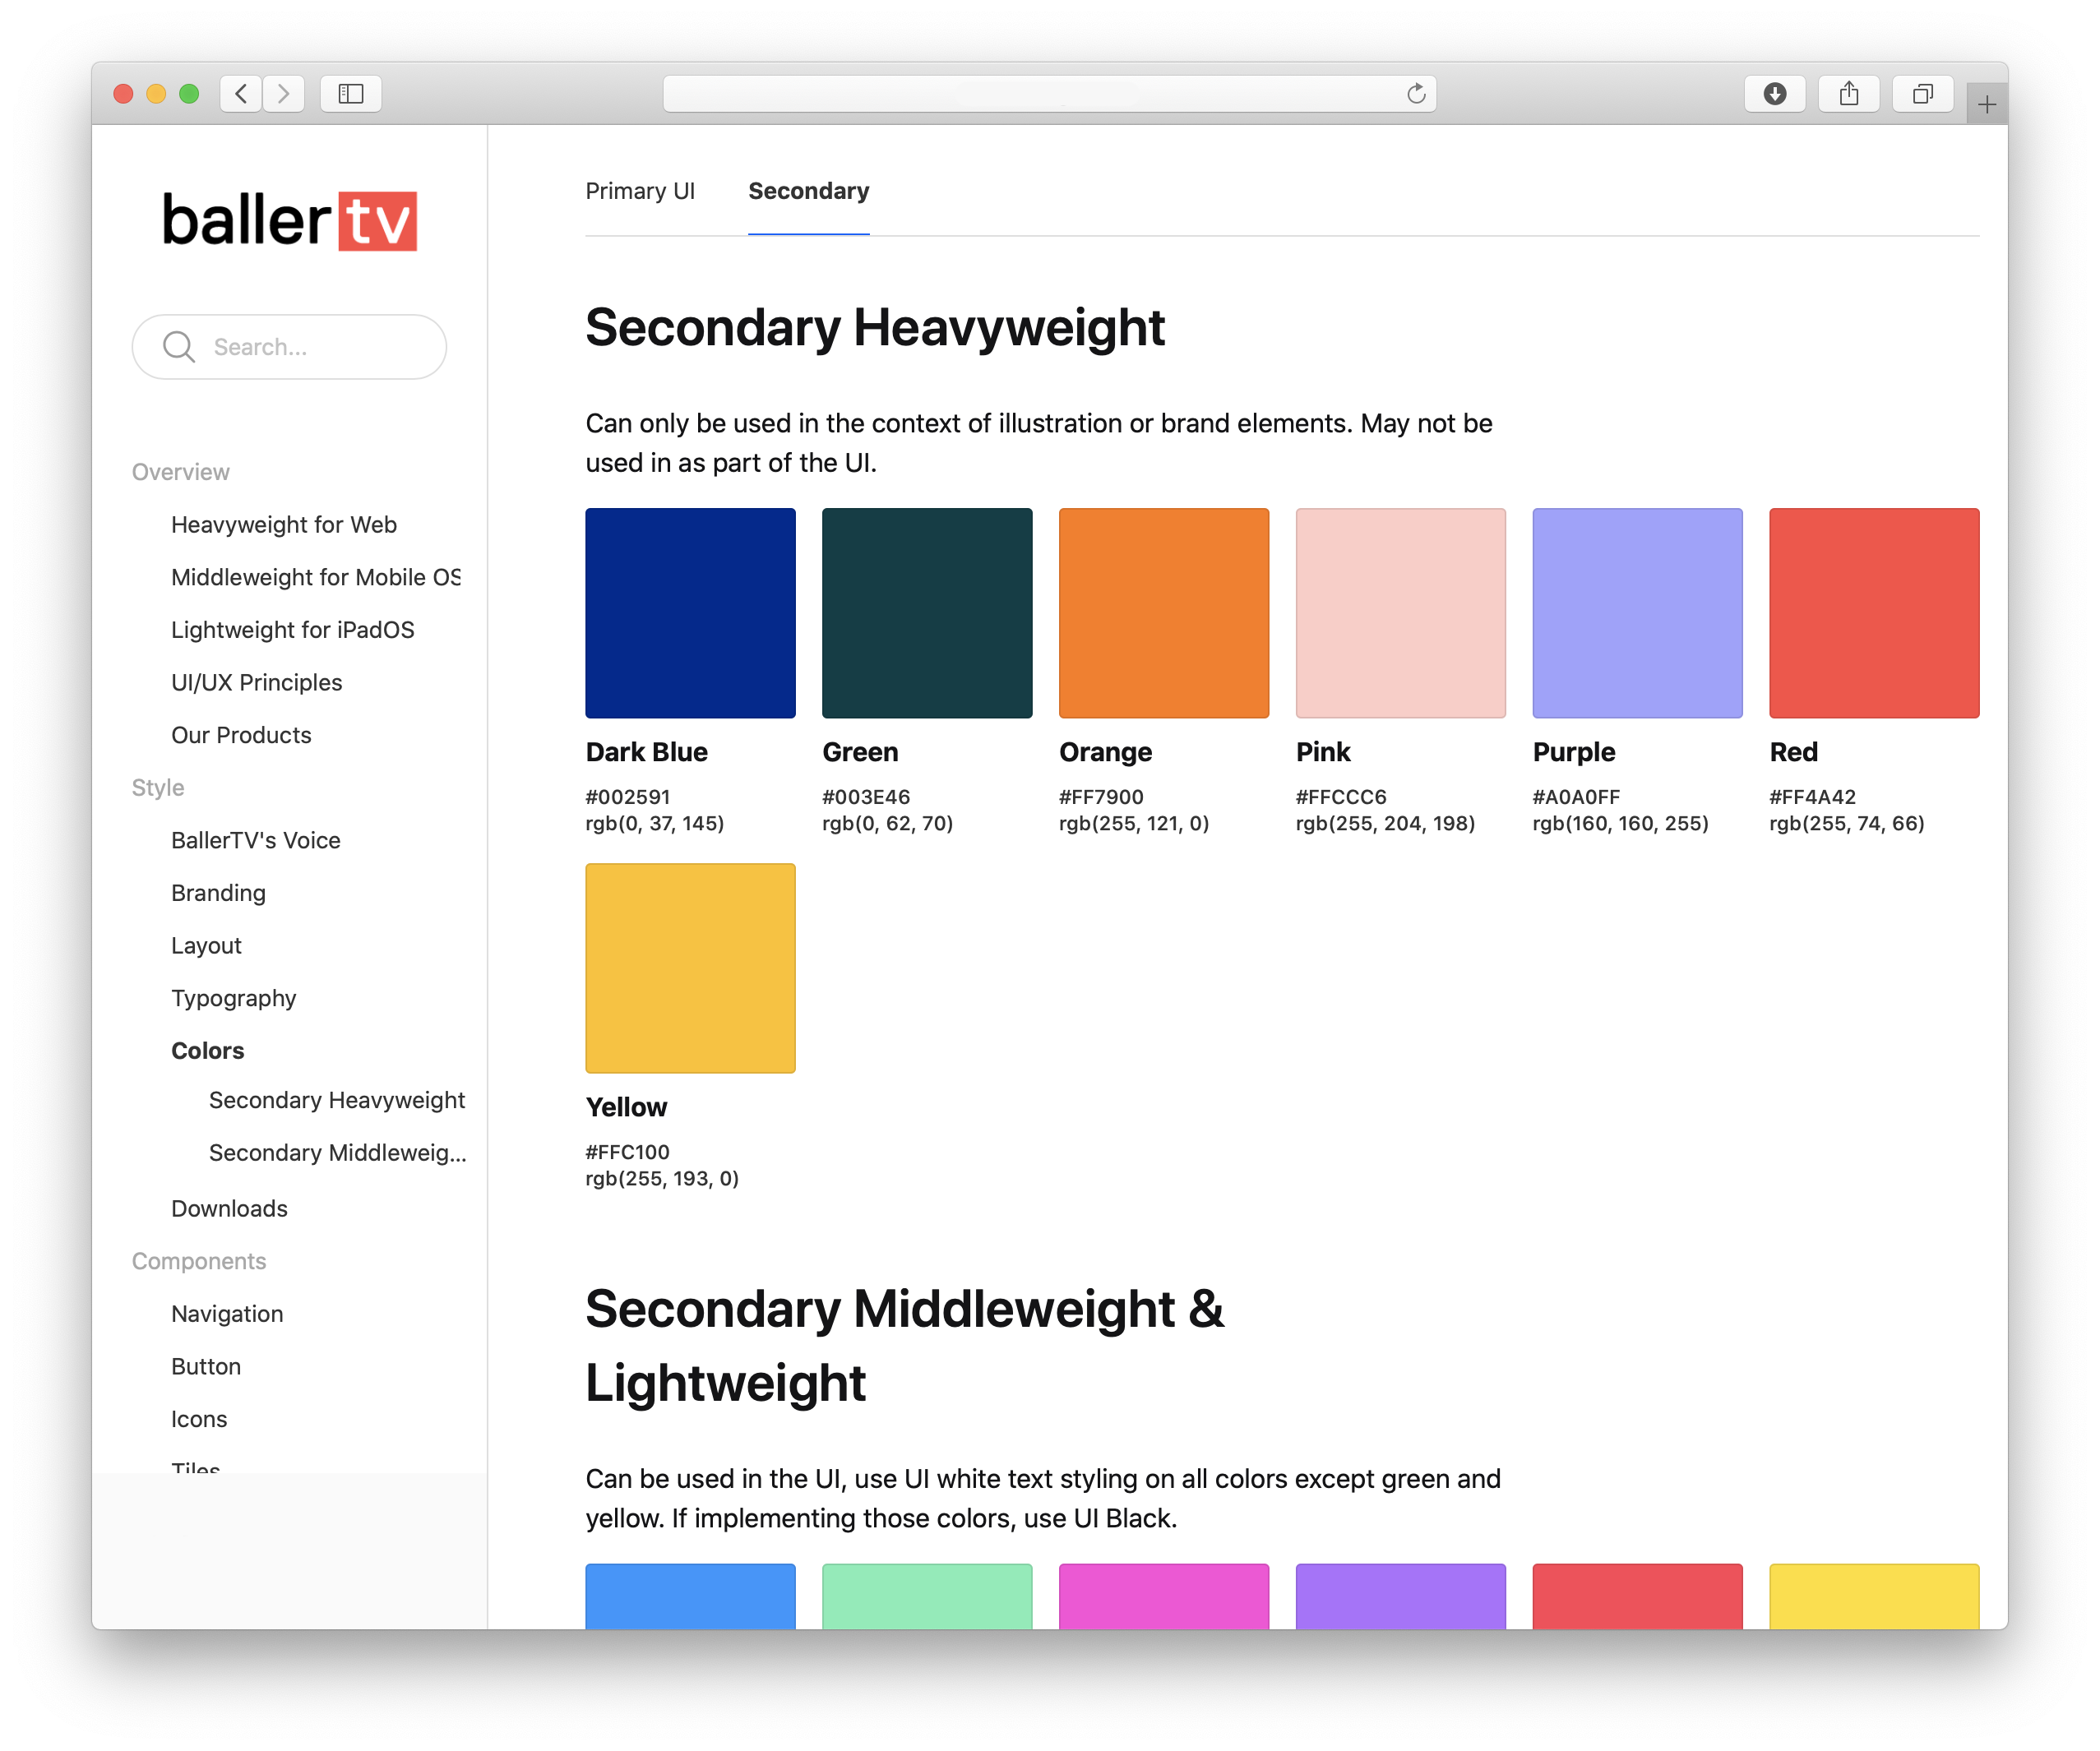 ballertv
Search...
Overview
Heavyweight for Web
Middleweight for Mobile OS
Lightweight for iPadOS
UI/UX Principles
Our Products
Style
BallerTV's Voice
Branding
Layout
Typography
Colors
Secondary Heavyweight
Secondary Middleweig...
Downloads
Components
Navigation
Button
Icons
Tiles
Primary UI Secondary
Secondary Heavyweight
Can only be used in the context of illustration or brand elements. May not be
used in as part of the UI.
Dark Blue
#002591
rgb(0, 37, 145)
Green
#003E46
rgb(0, 62, 70)
Orange
#FF7900
rgb(255, 121, 0)
Pink
#FFCCC6
rgb(255, 204, 198)
Purple
#A0A0FF
rgb(160, 160, 255)
Red
#FF4A42
rgb(255, 74, 66)
Yellow
#FFC100
rgb(255, 193, 0)
Secondary Middleweight &
Lightweight
Can be used in the UI, use UI white text styling on all colors except green and
yellow. If implementing those colors, use UI Black.